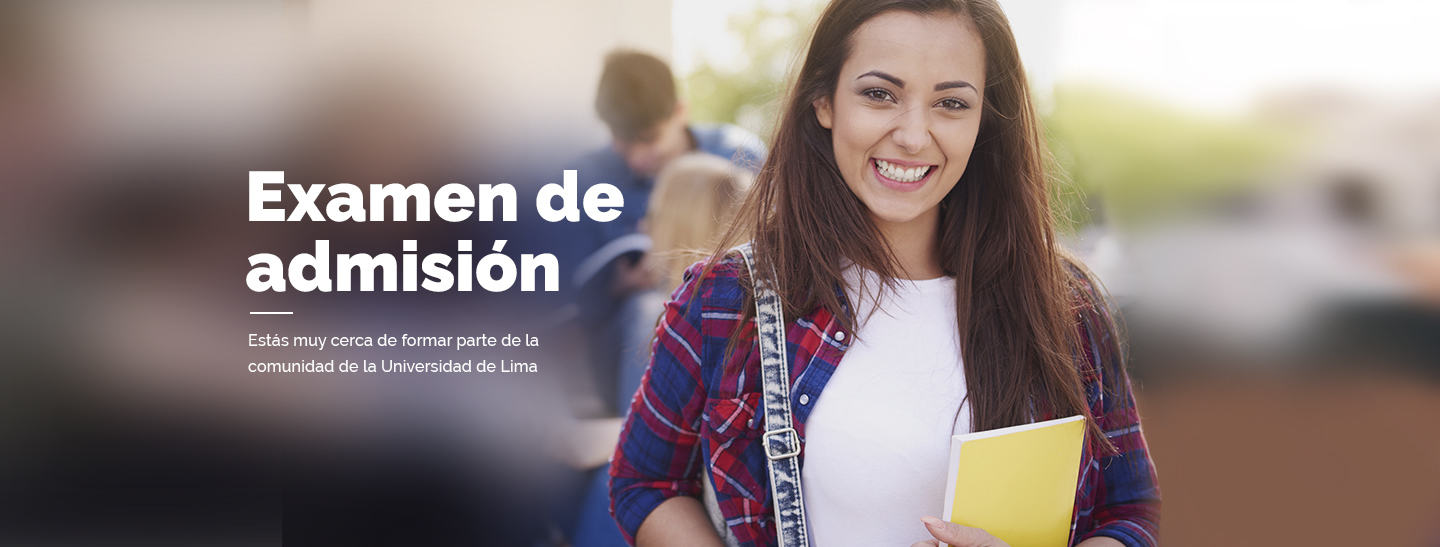 Examen de
admisión
Estás muy cerca de formar parte de la
comunidad de la Universidad de Lima